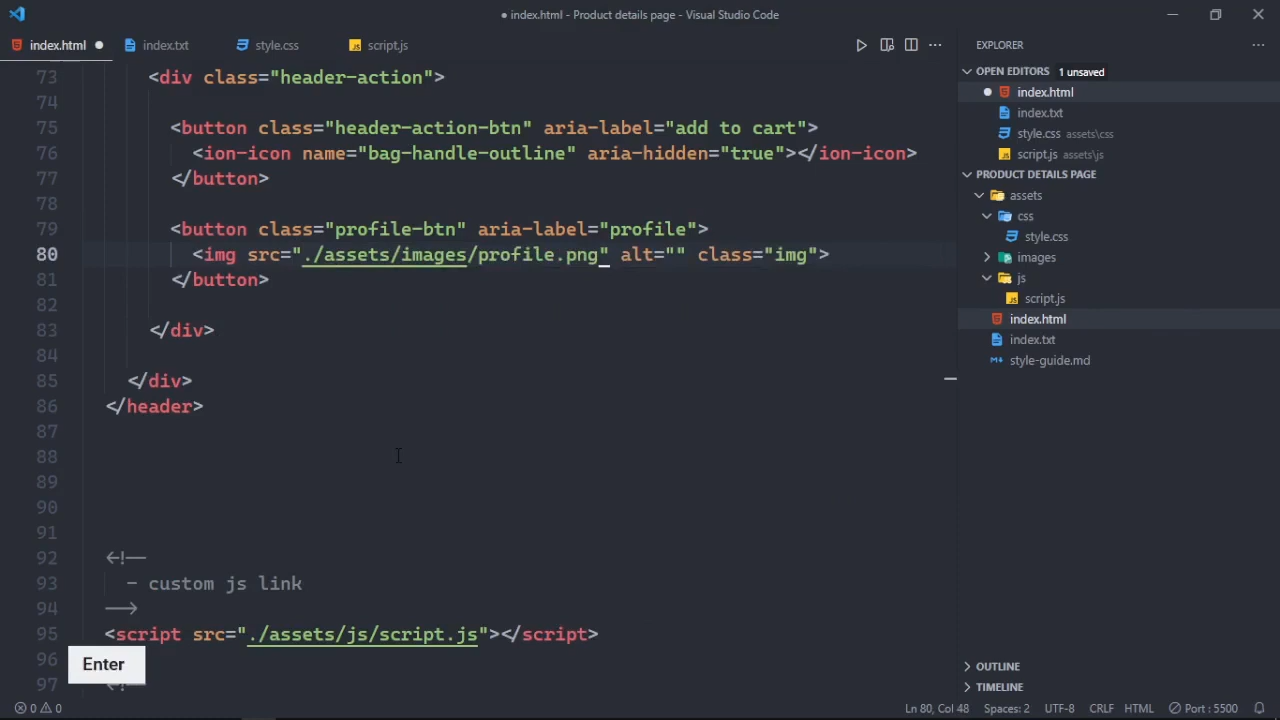 ● index.html - Product details page - Visual Studio Code
index.html ●
index.txt
style.css
script.js
73 <div class="header-action">
74
75 <button class="header-action-btn" aria-label="add to cart">
76 <ion-icon name="bag-handle-outline" aria-hidden="true"></ion-icon>
77 </button>
78
79 <button class="profile-btn" aria-label="profile">
80 <img src="./assets/images/profile.png" alt="" class="img">
81 </button>
82
83 </div>
84
85 </div>
86 </header>
87
88
89
90
91
92 <!--
93 - custom js link
94 -->
95 <script src="./assets/js/script.js"></script>
96
97 <!--
Enter
EXPLORER
OPEN EDITORS 1 unsaved
● index.html
index.txt
style.css assets\css
script.js assets\js
PRODUCT DETAILS PAGE
assets
css
style.css
images
js
script.js
index.html
index.txt
style-guide.md
OUTLINE
TIMELINE
0 0
Ln 80, Col 48 Spaces: 2 UTF-8 CRLF HTML Port : 5500